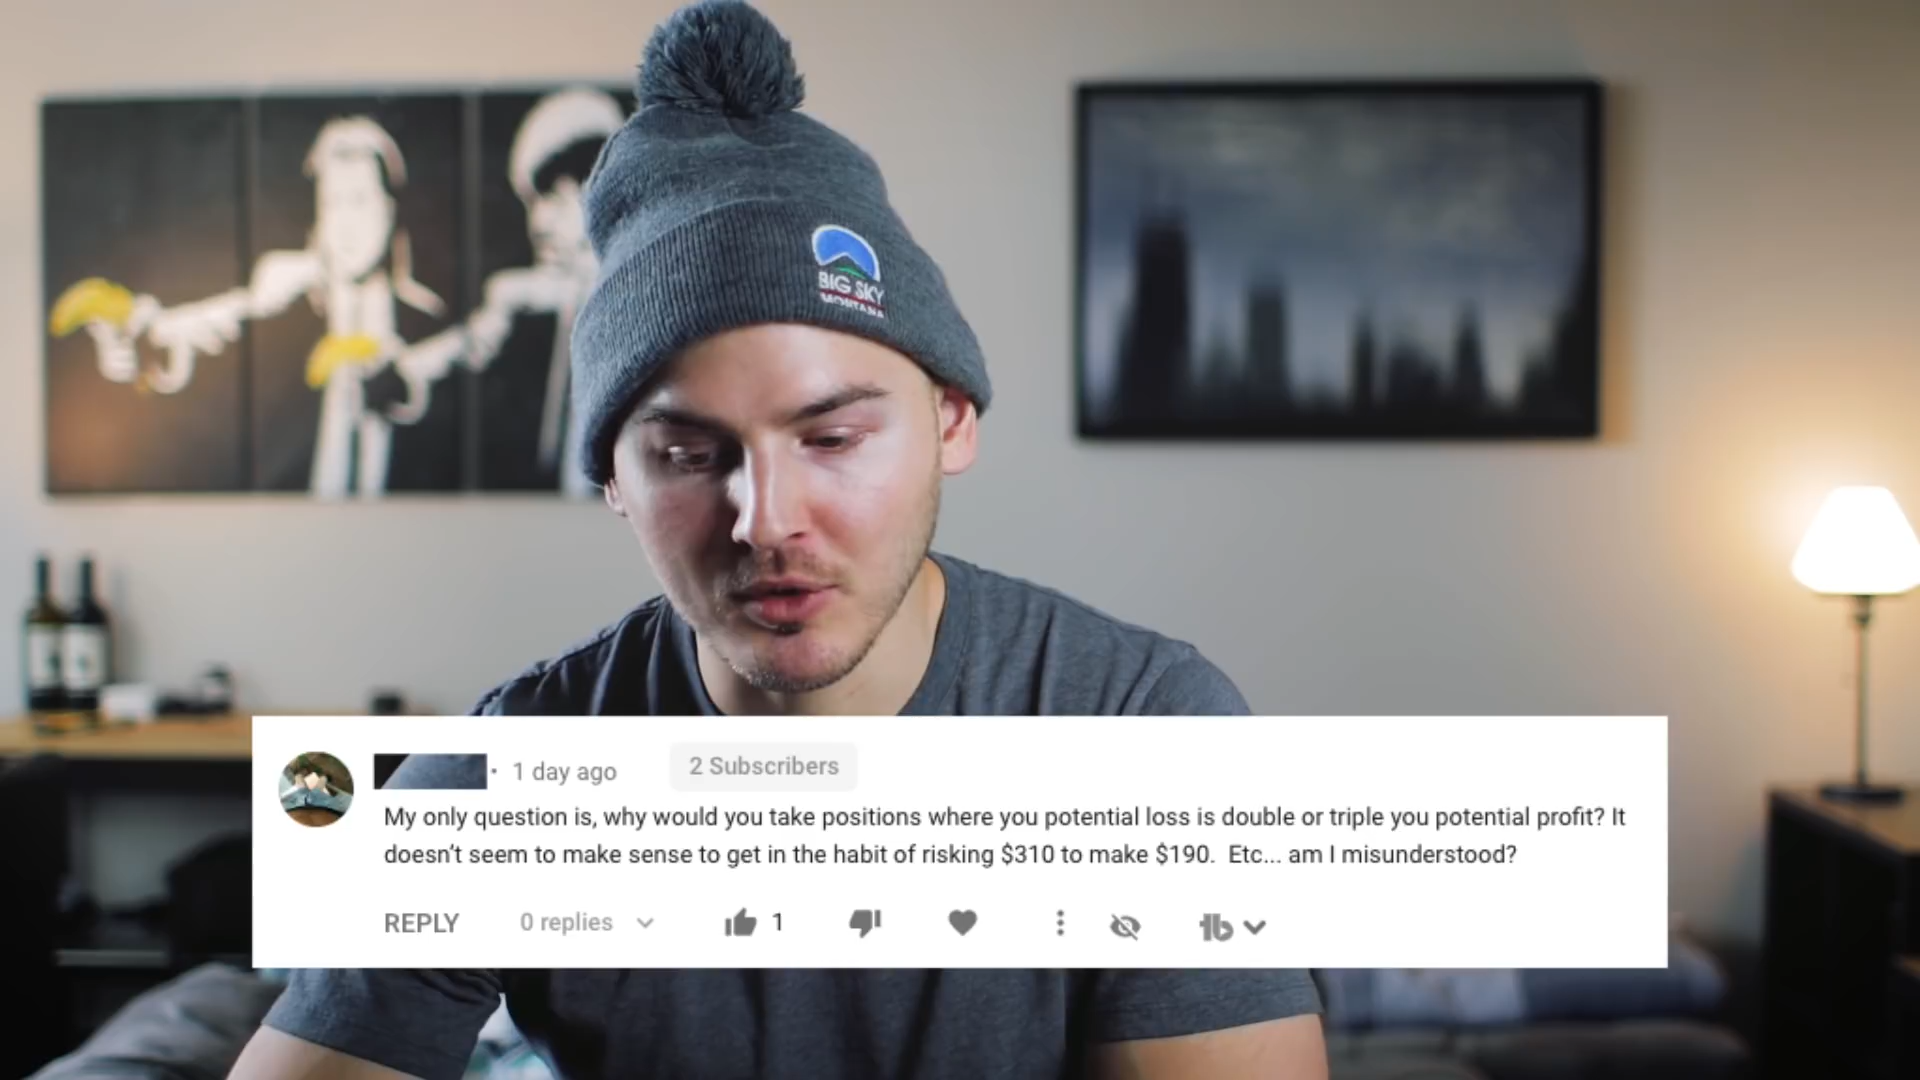 BIG SKY
MONTANA
1 day ago
2 Subscribers
My only question is, why would you take positions where you potential loss is double or triple you potential profit? It
doesn't seem to make sense to get in the habit of risking $310 to make $190. Etc... am I misunderstood?
REPLY
0 replies
1